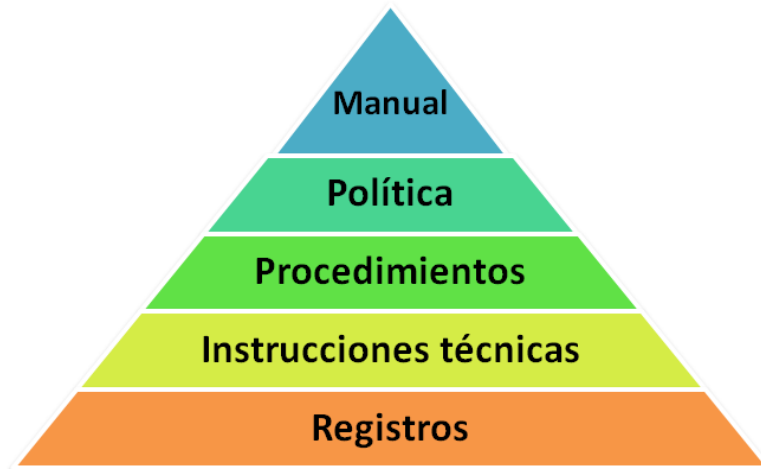 Manual
Política
Procedimientos
Instrucciones técnicas
Registros